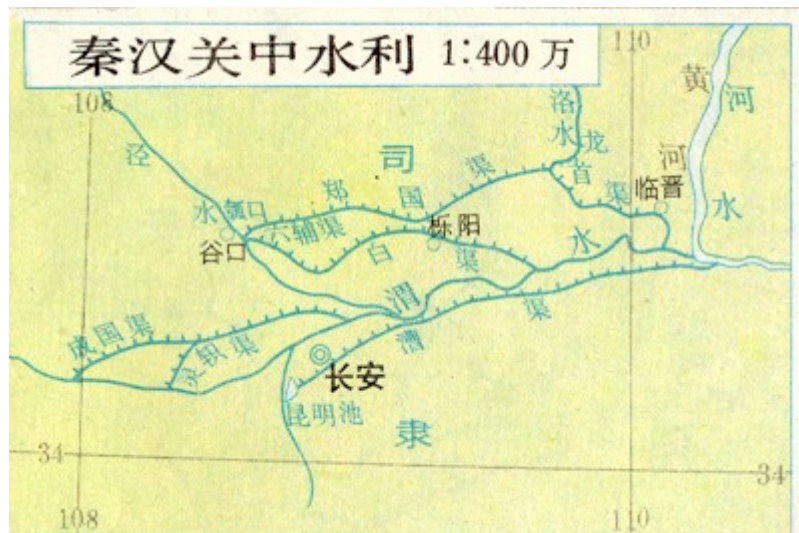 秦汉关中水利 1:400 万
110
108
黄河
河水
洛水
泾水
司隶
龙首渠
郑国渠
临晋
瓠口
六辅渠
栎阳
谷口
白渠
渭水
成国渠
灵轵渠
漕渠
长安
昆明池
34
34
108
110